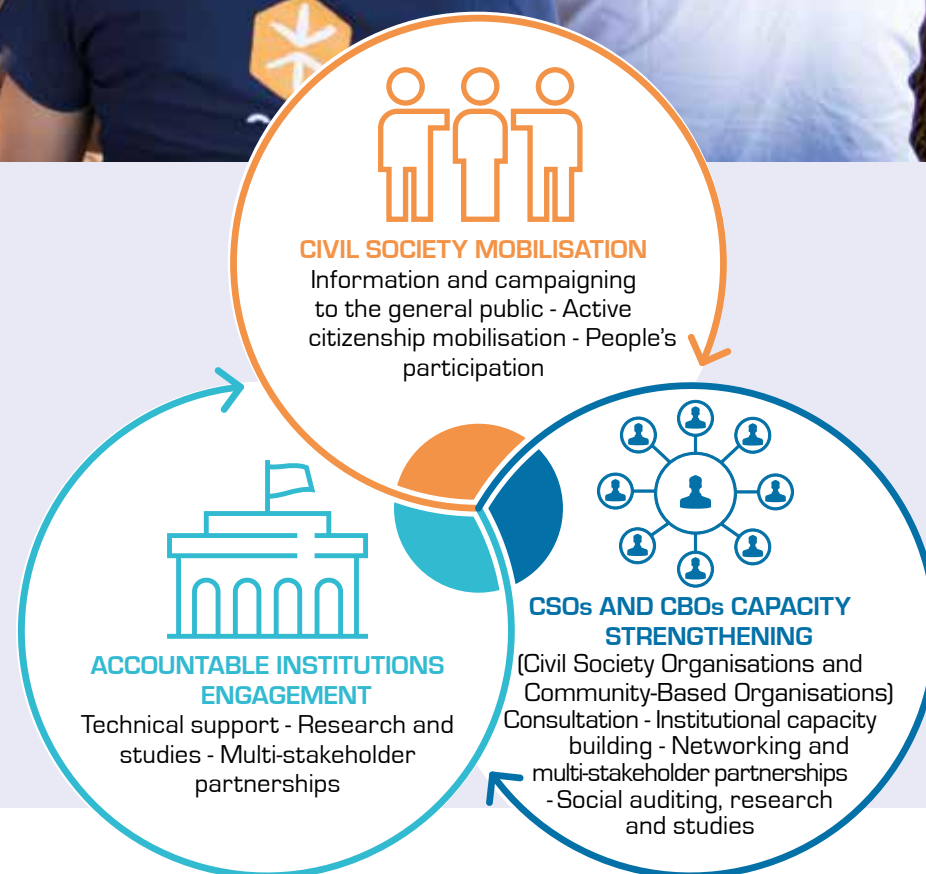 CIVIL SOCIETY MOBILISATION
Information and campaigning
to the general public - Active
citizenship mobilisation - People’s
participation
ACCOUNTABLE INSTITUTIONS
ENGAGEMENT
Technical support - Research and
studies - Multi-stakeholder
partnerships
CSOs AND CBOs CAPACITY
STRENGTHENING
(Civil Society Organisations and
Community-Based Organisations)
Consultation - Institutional capacity
building - Networking and
multi-stakeholder partnerships
- Social auditing, research
and studies